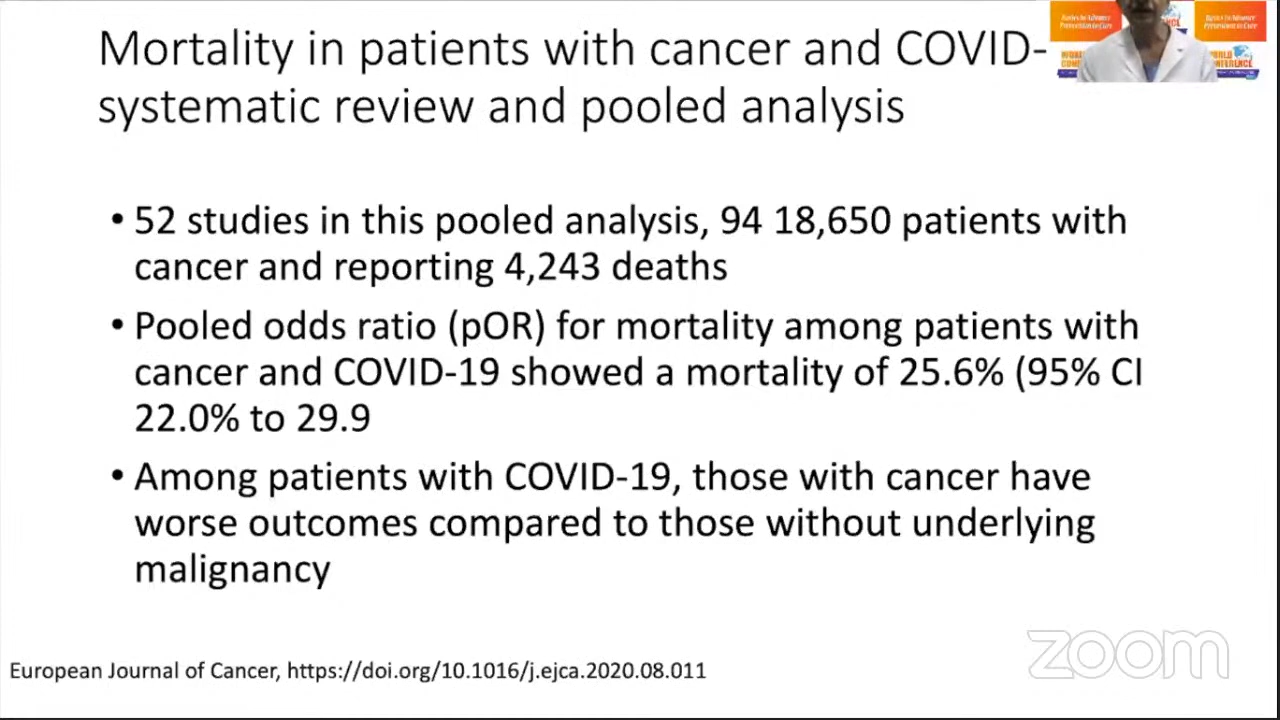 Mortality in patients with cancer and COVID-
systematic review and pooled analysis
• 52 studies in this pooled analysis, 94 18,650 patients with
cancer and reporting 4,243 deaths
• Pooled odds ratio (pOR) for mortality among patients with
cancer and COVID-19 showed a mortality of 25.6% (95% CI
22.0% to 29.9
• Among patients with COVID-19, those with cancer have
worse outcomes compared to those without underlying
malignancy
European Journal of Cancer, https://doi.org/10.1016/j.ejca.2020.08.011
zoom